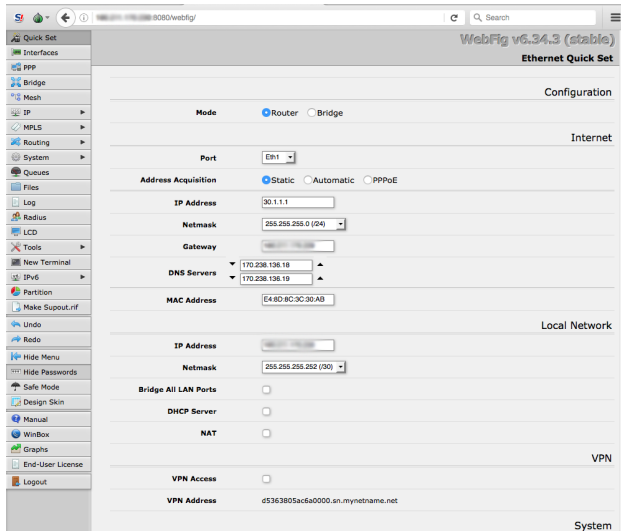 :8080/webfig/
Search
WebFig v6.34.3 (stable)
Ethernet Quick Set
Quick Set
Interfaces
PPP
Bridge
Mesh
IP
MPLS
Routing
System
Queues
Files
Log
Radius
LCD
Tools
New Terminal
IPv6
Partition
Make Supout.rif
Undo
Redo
Hide Menu
Hide Passwords
Safe Mode
Design Skin
Manual
WinBox
Graphs
End-User License
Logout
Configuration
Mode Router Bridge
Internet
Port Eth1
Address Acquisition Static Automatic PPPoE
IP Address 30.1.1.1
Netmask 255.255.255.0 (/24)
Gateway
DNS Servers 170.238.136.18
170.238.136.19
MAC Address E4:8D:8C:3C:30:AB
Local Network
IP Address
Netmask 255.255.255.252 (/30)
Bridge All LAN Ports
DHCP Server
NAT
VPN
VPN Access
VPN Address d5363805ac6a0000.sn.mynetname.net
System